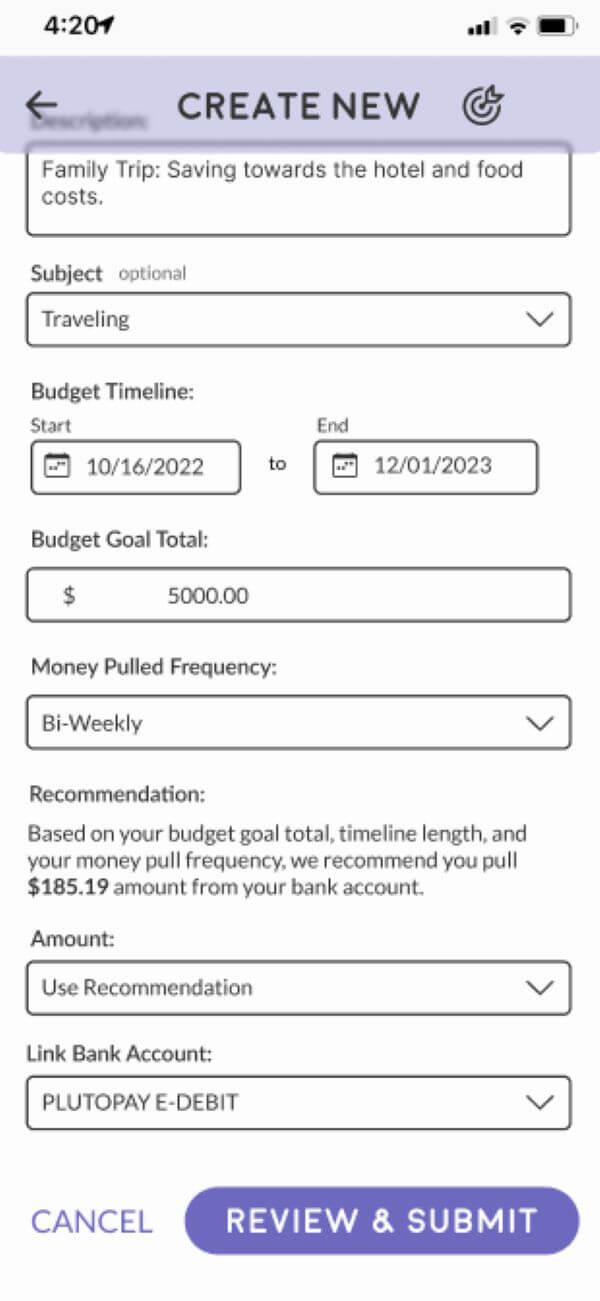 4:20
CREATE NEW
Description:
Family Trip: Saving towards the hotel and food
costs.
Subject optional
Traveling
Budget Timeline:
Start End
10/16/2022 to 12/01/2023
Budget Goal Total:
$ 5000.00
Money Pulled Frequency:
Bi-Weekly
Recommendation:
Based on your budget goal total, timeline length, and
your money pull frequency, we recommend you pull
$185.19 amount from your bank account.
Amount:
Use Recommendation
Link Bank Account:
PLUTOPAY E-DEBIT
CANCEL REVIEW & SUBMIT